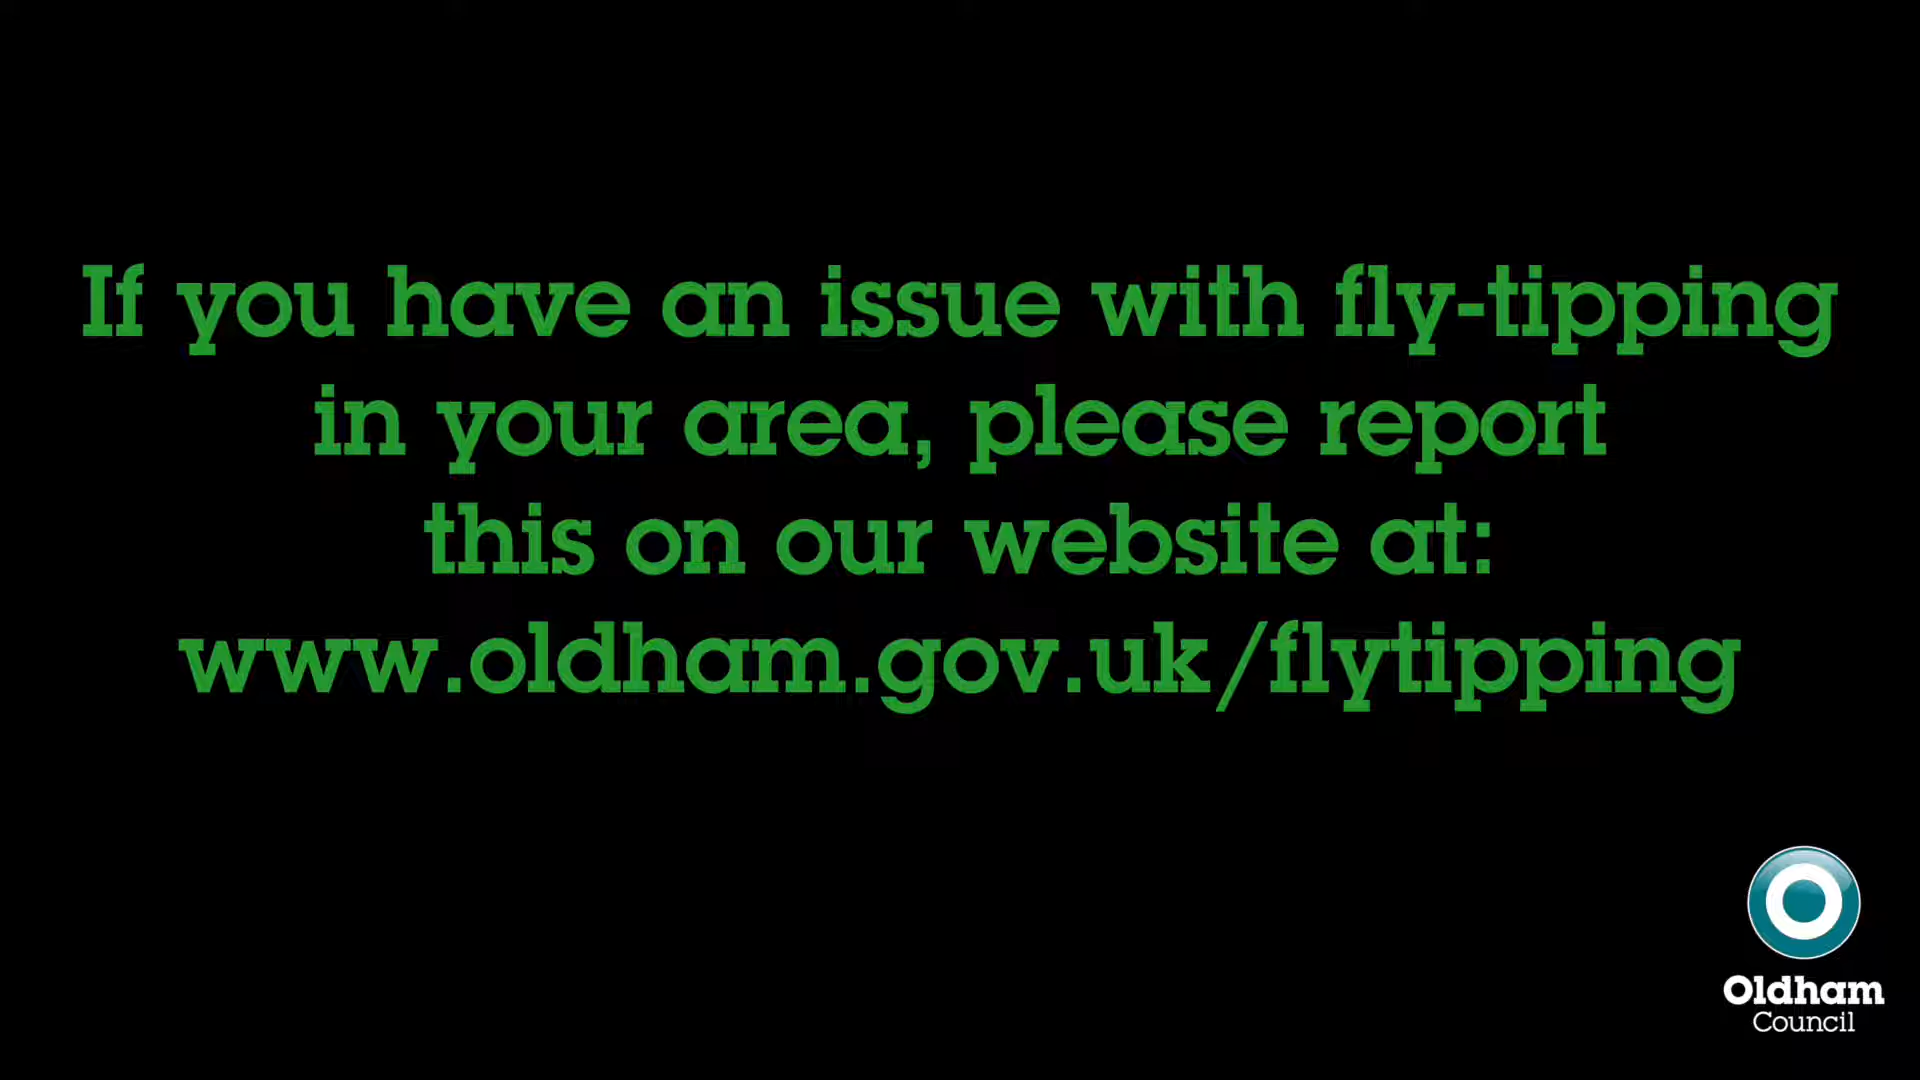 If you have an issue with fly-tipping
in your area, please report
this on our website at:
www.oldham.gov.uk/flytipping
Oldham
Council